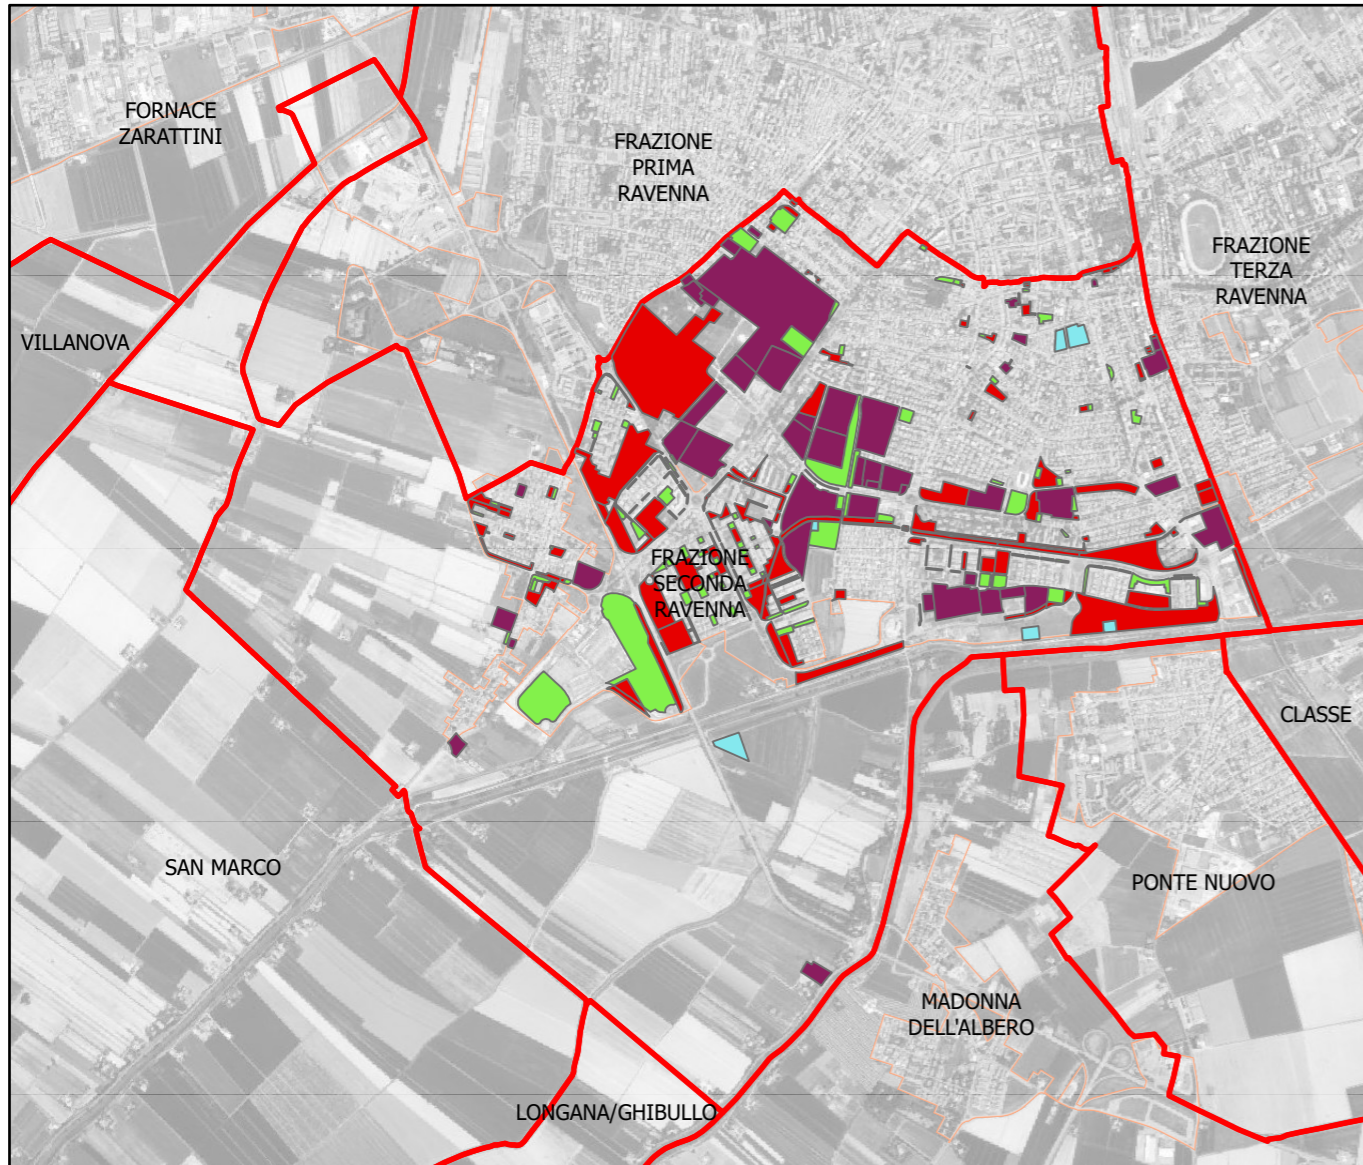 FORNACE
ZARATTINI
FRAZIONE
PRIMA
RAVENNA
FRAZIONE
TERZA
RAVENNA
VILLANOVA
FRAZIONE
SECONDA
RAVENNA
CLASSE
SAN MARCO
PONTE NUOVO
MADONNA
DELL'ALBERO
LONGANA/GHIBULLO